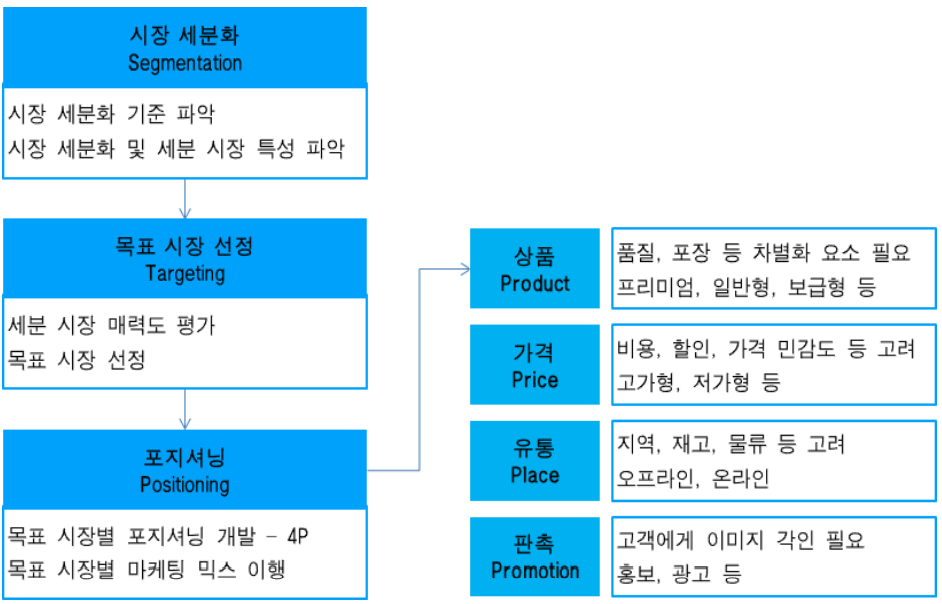 시장 세분화
Segmentation
시장 세분화 기준 파악
시장 세분화 및 세분 시장 특성 파악
목표 시장 선정
Targeting
세분 시장 매력도 평가
목표 시장 선정
포지셔닝
Positioning
목표 시장별 포지셔닝 개발 - 4P
목표 시장별 마케팅 믹스 이행
상품
Product
품질, 포장 등 차별화 요소 필요
프리미엄, 일반형, 보급형 등
가격
Price
비용, 할인, 가격 민감도 등 고려
고가형, 저가형 등
유통
Place
지역, 재고, 물류 등 고려
오프라인, 온라인
판촉
Promotion
고객에게 이미지 각인 필요
홍보, 광고 등